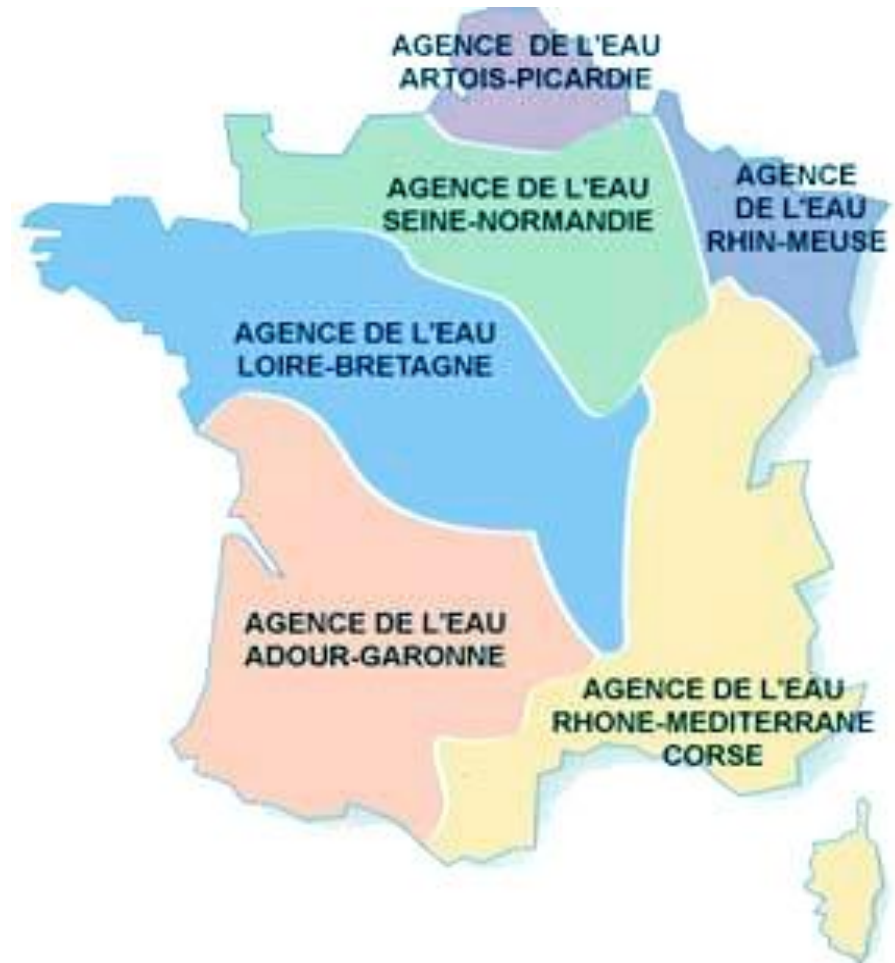 AGENCE DE L'EAU
ARTOIS-PICARDIE
AGENCE DE L'EAU
SEINE-NORMANDIE
AGENCE
DE L'EAU
RHIN-MEUSE
AGENCE DE L'EAU
LOIRE-BRETAGNE
AGENCE DE L'EAU
ADOUR-GARONNE
AGENCE DE L'EAU
RHONE-MEDITERRANE
CORSE